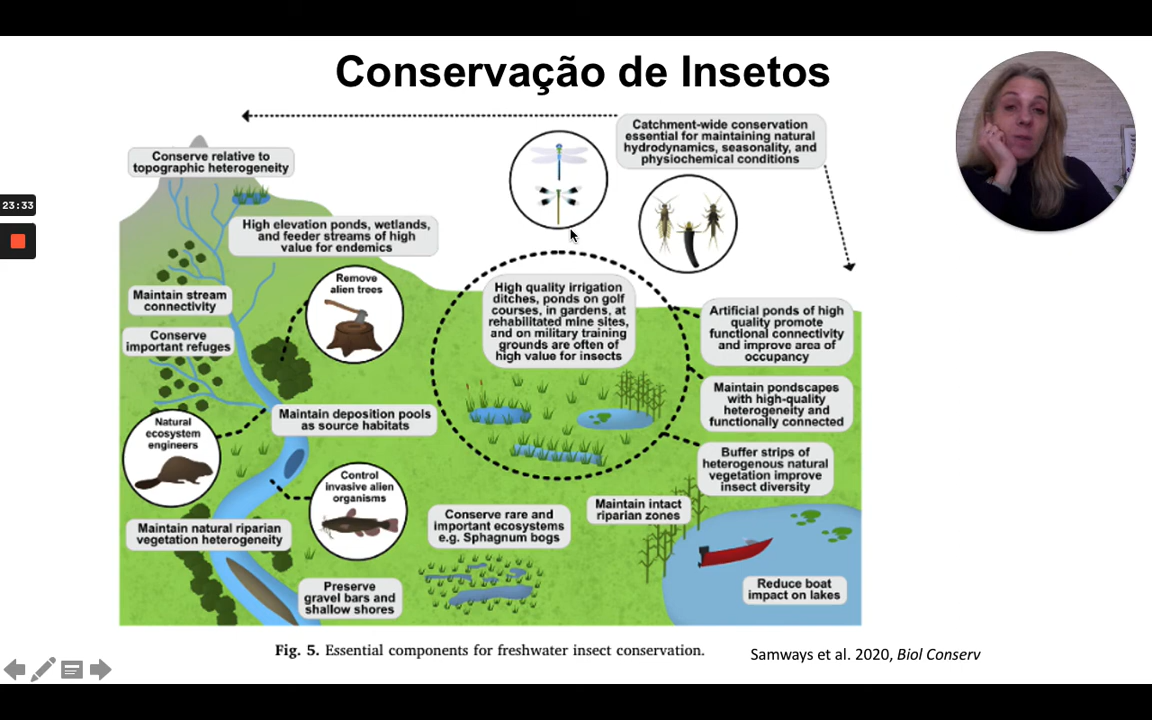 Conservação de Insetos
Catchment-wide conservation
essential for maintaining natural
hydrodynamics, seasonality, and
physiochemical conditions
Conserve relative to
topographic heterogeneity
23:33
High elevation ponds, wetlands,
and feeder streams of high
value for endemics
Remove
alien trees
Maintain stream
connectivity
Conserve
important refuges
High quality irrigation
ditches, ponds on golf
courses, in gardens, at
rehabilitated mine sites,
and on military training
grounds are often of
high value for insects
Artificial ponds of high
quality promote
functional connectivity
and improve area of
occupancy
Maintain pondscapes
with high-quality
heterogeneity and
functionally connected
Maintain deposition pools
as source habitats
Natural
ecosystem
engineers
Buffer strips of
heterogenous natural
vegetation improve
insect diversity
Control
invasive alien
organisms
Maintain intact
riparian zones
Conserve rare and
important ecosystems
e.g. Sphagnum bogs
Maintain natural riparian
vegetation heterogeneity
Preserve
gravel bars and
shallow shores
Reduce boat
impact on lakes
Fig. 5. Essential components for freshwater insect conservation.
Samways et al. 2020, Biol Conserv